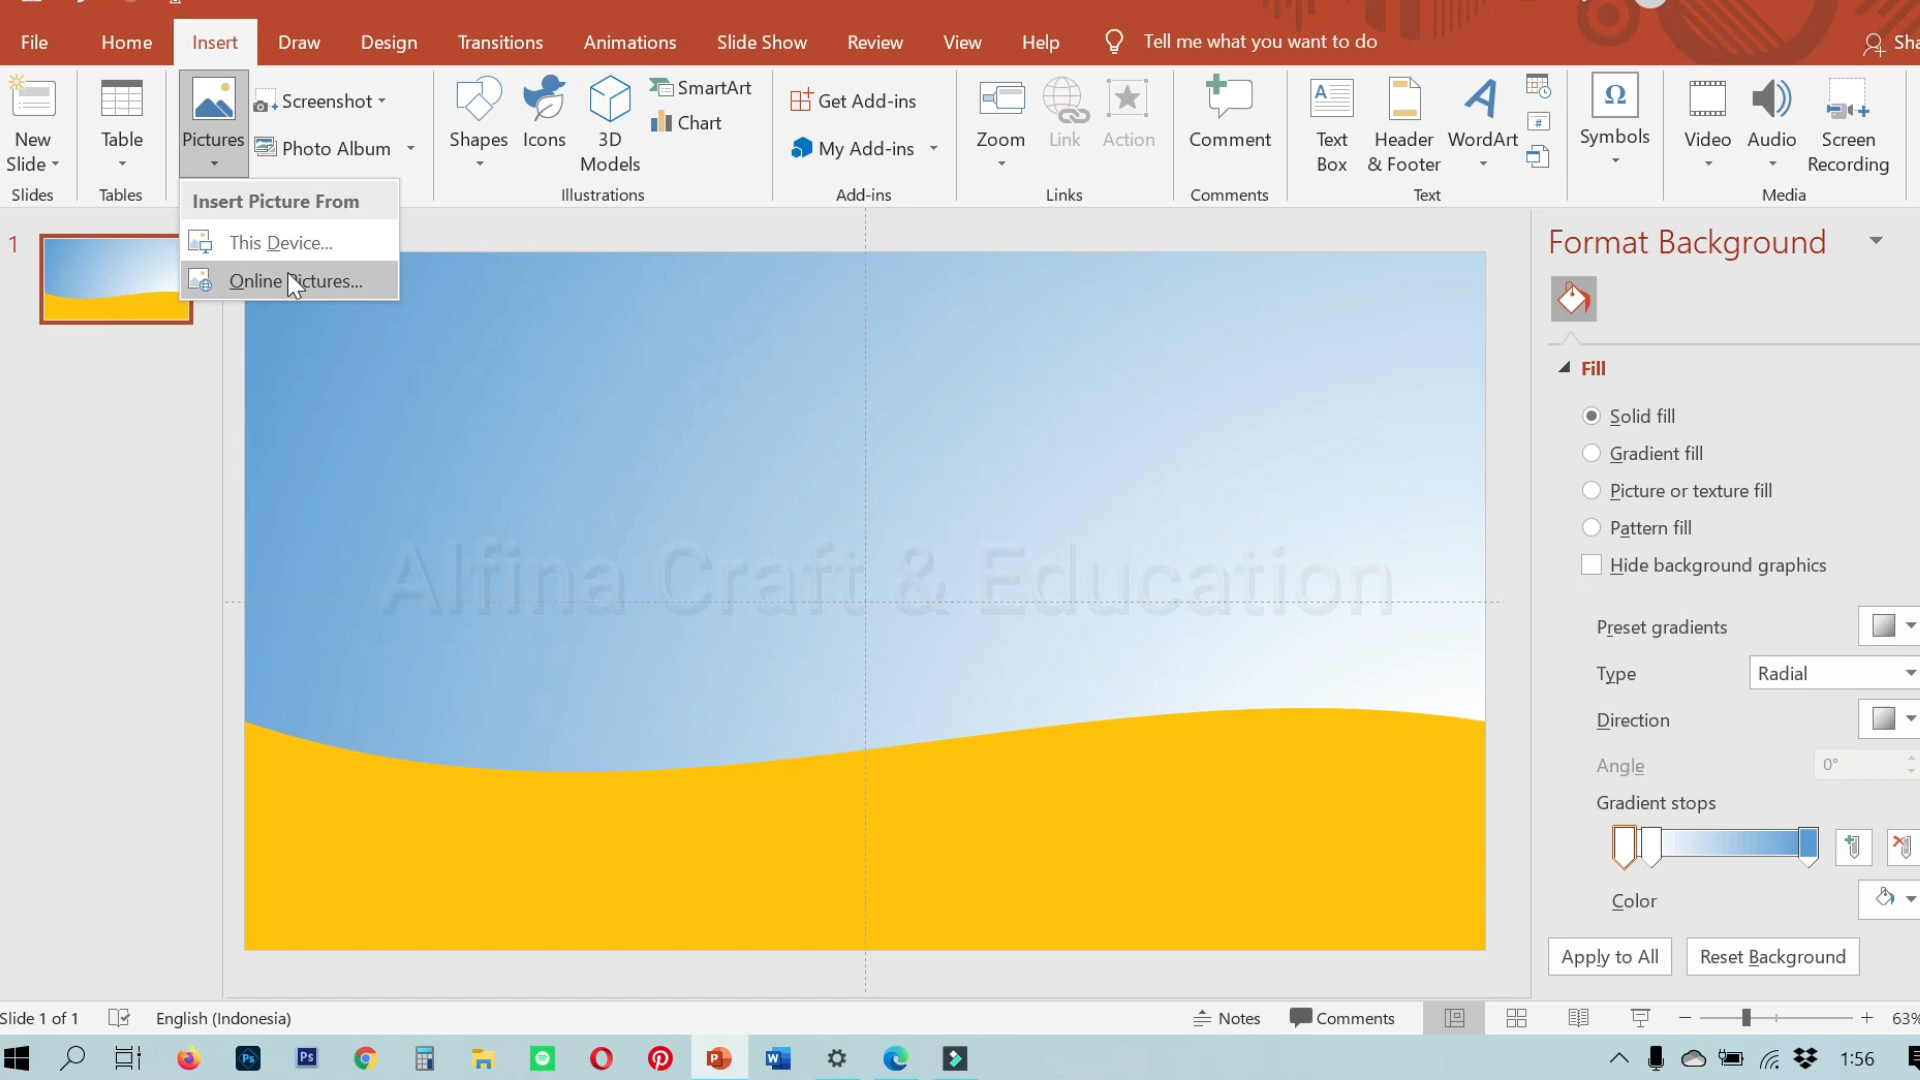 File Home Insert Draw Design Transitions Animations Slide Show Review View Help Tell me what you want to do
New Slide
Slides
Table
Tables
Pictures
Screenshot
Photo Album
Insert Picture From
This Device...
Online Pictures...
Shapes
Icons
3D Models
SmartArt
Chart
Illustrations
Get Add-ins
My Add-ins
Add-ins
Zoom
Link
Action
Links
Comment
Comments
Text Box
Header & Footer
WordArt
Text
Ω
Symbols
Video
Audio
Screen Recording
Media
1
Alfina Craft & Education
Format Background
Fill
Solid fill
Gradient fill
Picture or texture fill
Pattern fill
Hide background graphics
Preset gradients
Type Radial
Direction
Angle 0°
Gradient stops
Color
Apply to All Reset Background
Slide 1 of 1 English (Indonesia) Notes Comments 63%
1:56